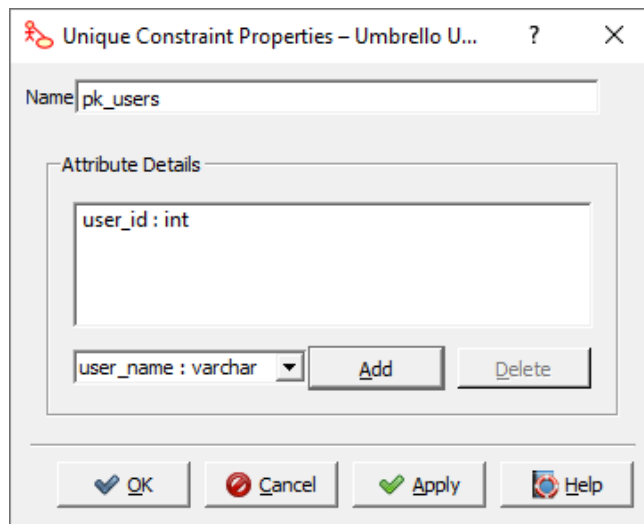 Unique Constraint Properties – Umbrello U... ?
Name pk_users
Attribute Details
user_id : int
user_name : varchar Add Delete
OK Cancel Apply Help